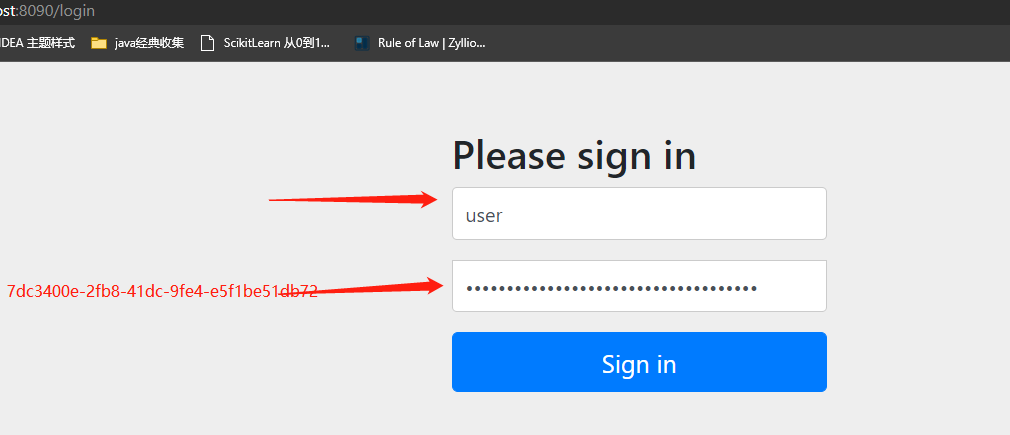 ost:8090/login
IDEA 主题样式 java经典收集 ScikitLearn 从0到1... Rule of Law | Zyllio...
Please sign in
user
7dc3400e-2fb8-41dc-9fe4-e5f1be51db72
••••••••••••••••••••••••••••••••••••
Sign in